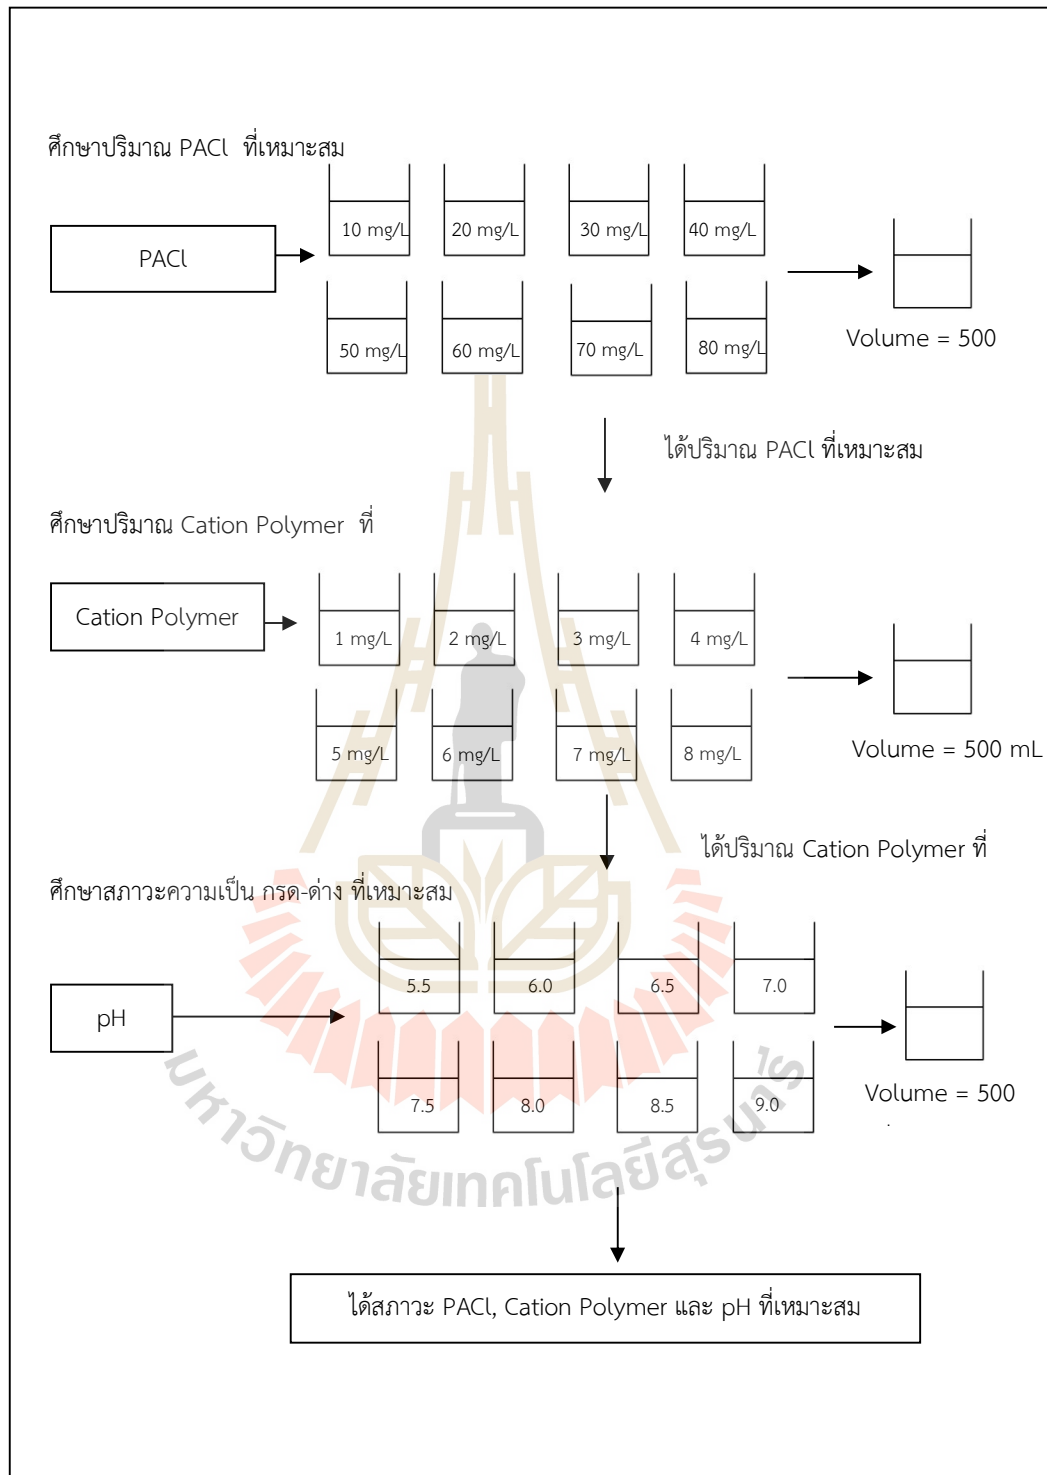 ศึกษาปริมาณ PACl ที่เหมาะสม
PACl
10 mg/L 20 mg/L 30 mg/L 40 mg/L
50 mg/L 60 mg/L 70 mg/L 80 mg/L
Volume = 500
ได้ปริมาณ PACl ที่เหมาะสม
ศึกษาปริมาณ Cation Polymer ที่
Cation Polymer
1 mg/L 2 mg/L 3 mg/L 4 mg/L
5 mg/L 6 mg/L 7 mg/L 8 mg/L
Volume = 500 mL
ได้ปริมาณ Cation Polymer ที่
ศึกษาสภาวะความเป็น กรด-ด่าง ที่เหมาะสม
pH
5.5 6.0 6.5 7.0
7.5 8.0 8.5 9.0
Volume = 500
มหาวิทยาลัยเทคโนโลยีสุรนารี
ได้สภาวะ PACl, Cation Polymer และ pH ที่เหมาะสม